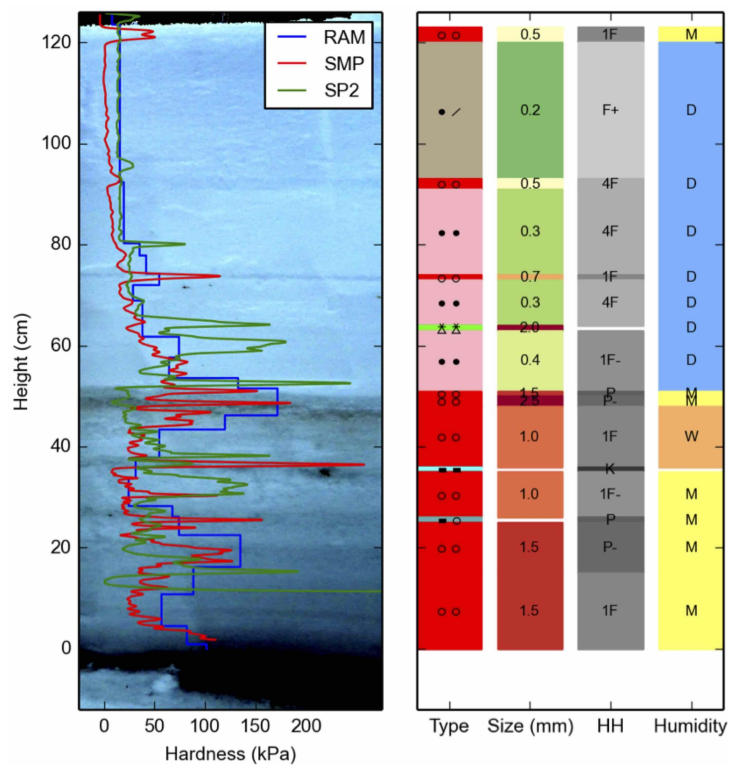 RAM
SMP
SP2
120
100
80
60
40
20
0
Height (cm)
0 50 100 150 200
Hardness (kPa)
0.5 1F M
0.2 F+ D
0.5 4F D
0.3 4F D
0.7 1F D
0.3 4F D
2.0 D
0.4 1F- D
1.5 P M
2.5 P- M
1.0 1F W
K
1.0 1F- M
P M
1.5 P- M
1.5 1F M
Type Size (mm) HH Humidity